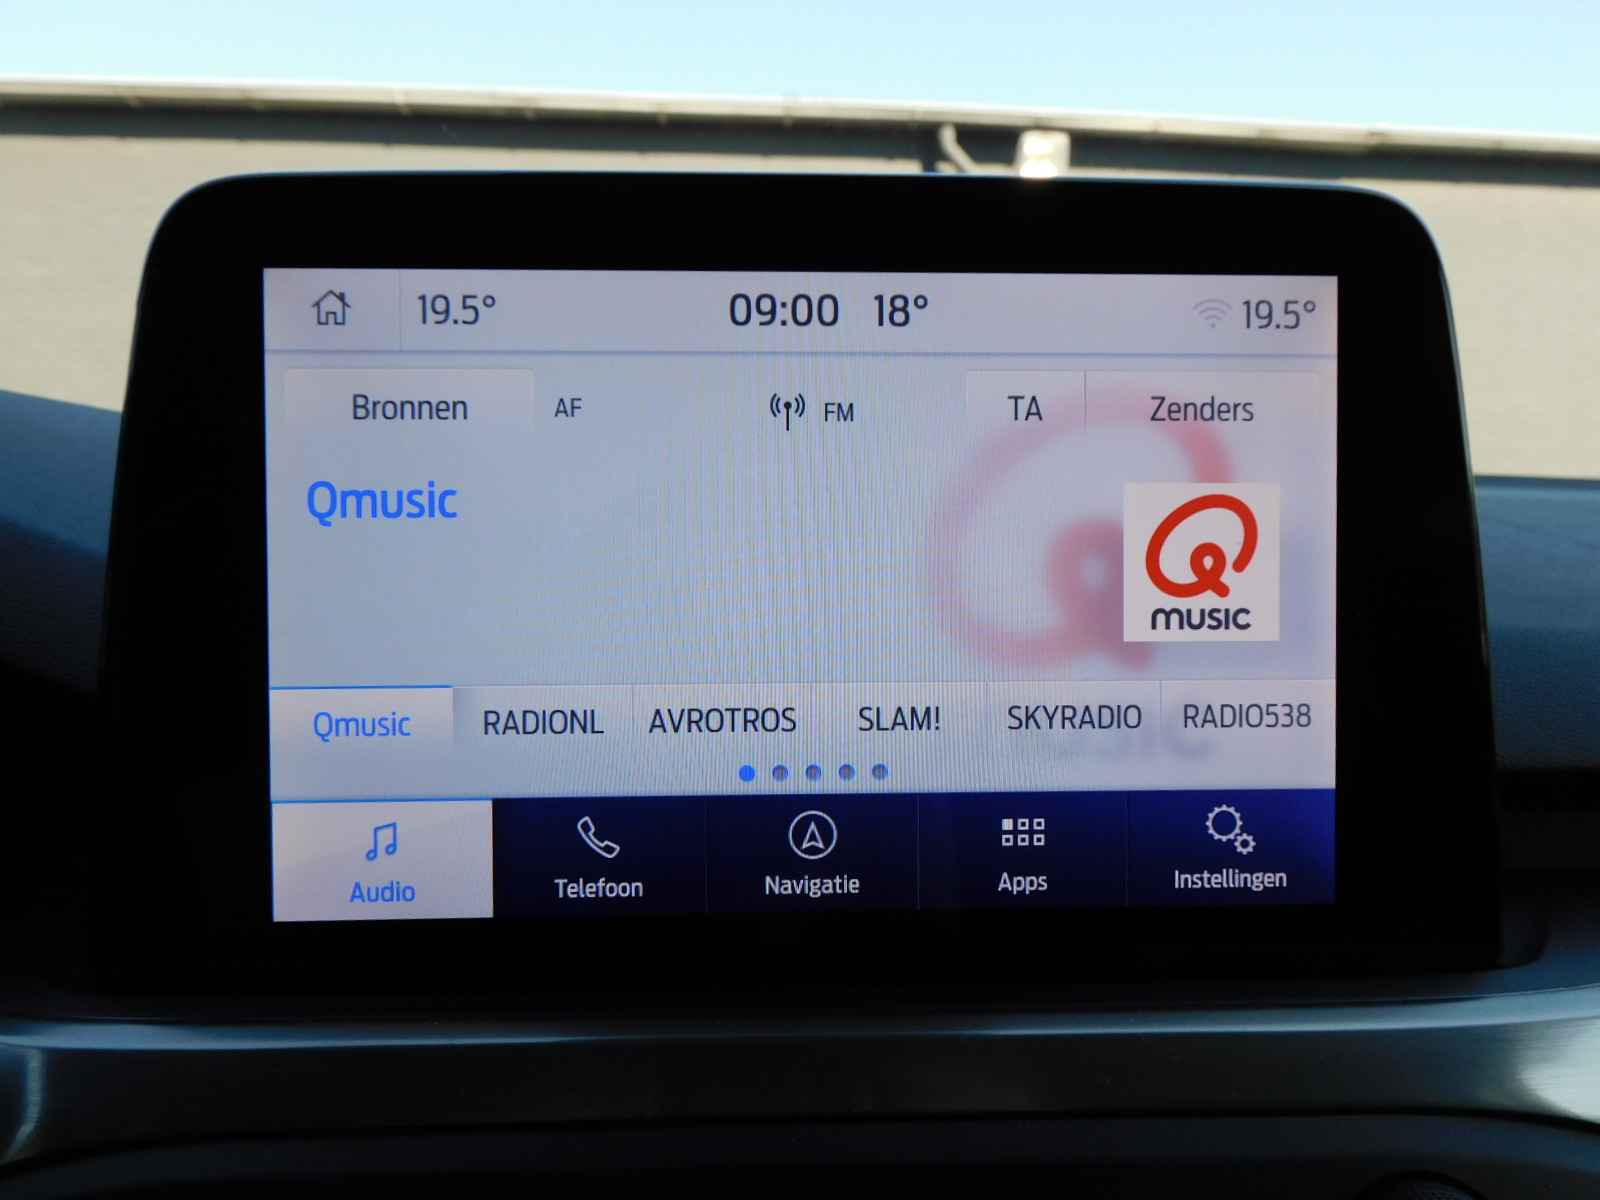 19.5° 09:00 18° 19.5°
Bronnen AF FM TA Zenders
Qmusic
Q
MUSIC
Qmusic RADIONL AVROTROS SLAM! SKYRADIO RADIO538
Audio Telefoon Navigatie Apps Instellingen